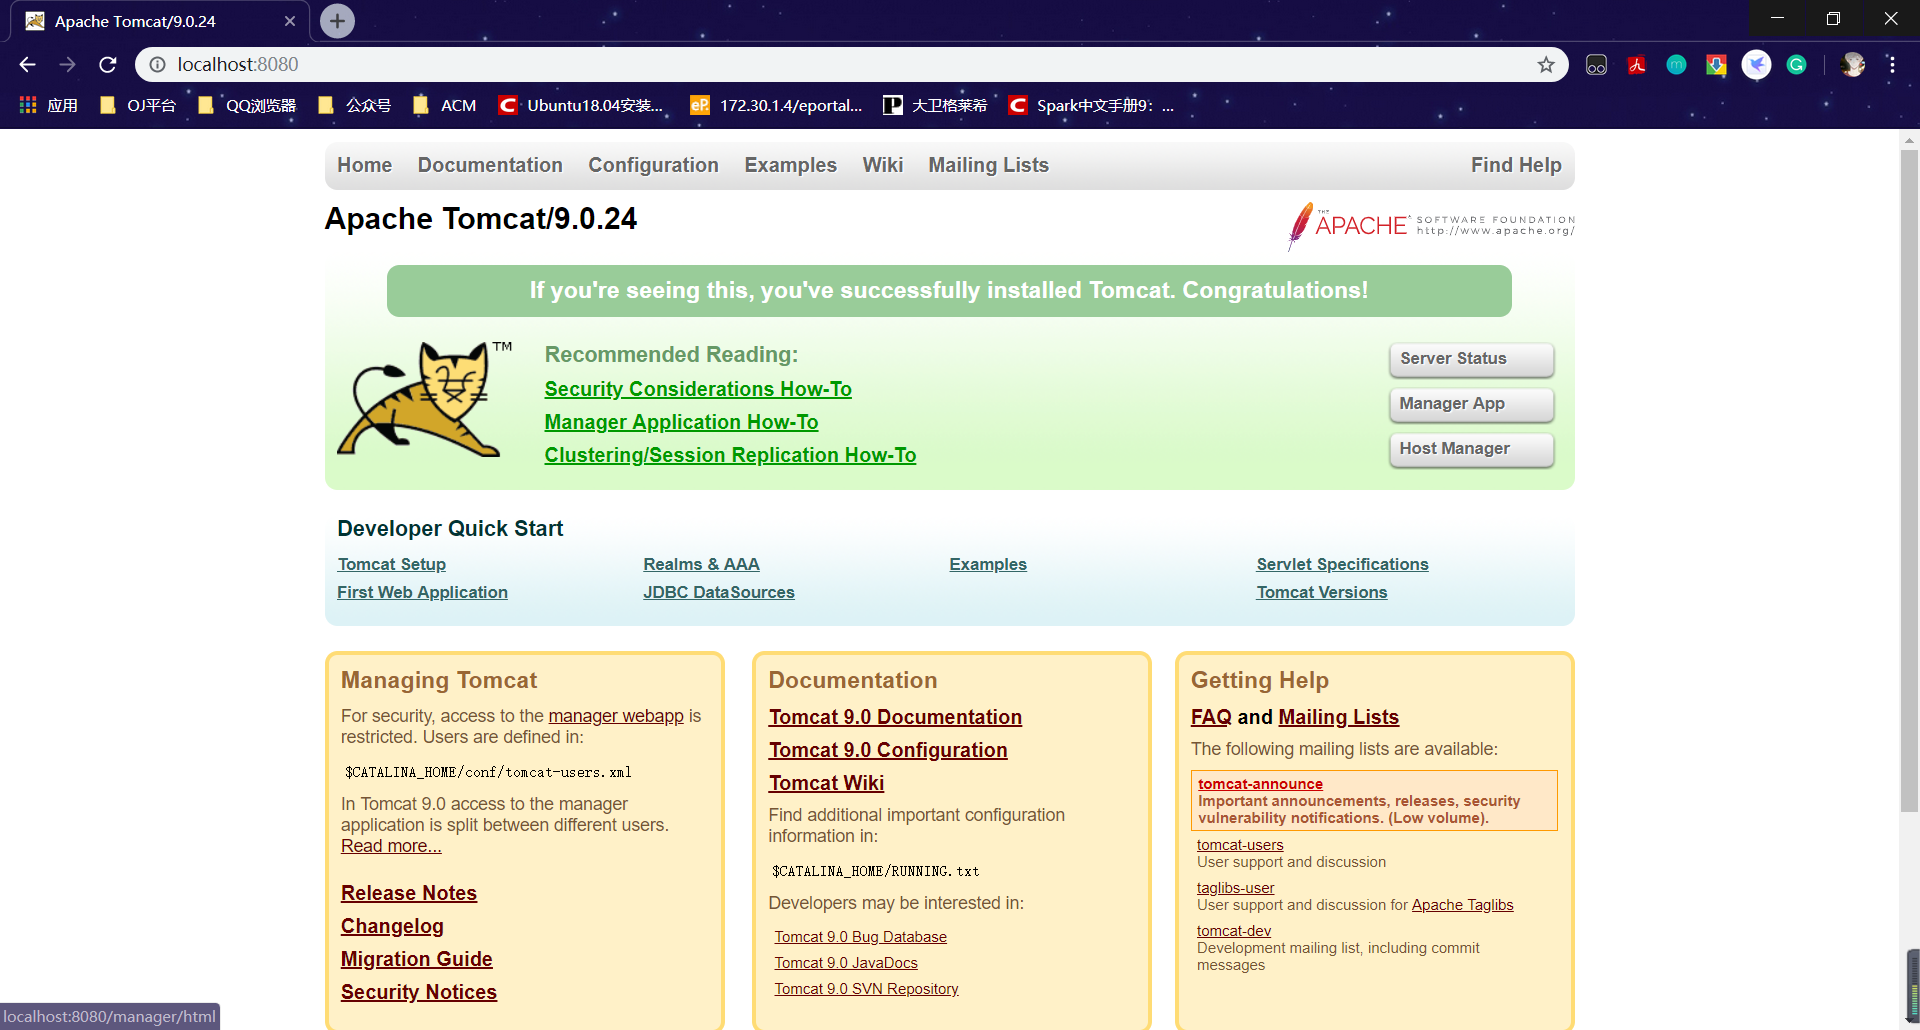 Apache Tomcat/9.0.24
localhost:8080
应用 OJ平台 QQ浏览器 公众号 ACM Ubuntu18.04安装... 172.30.1.4/eportal... 大卫格莱希 Spark中文手册9：...
Home Documentation Configuration Examples Wiki Mailing Lists Find Help
Apache Tomcat/9.0.24
THE APACHE SOFTWARE FOUNDATION
http://www.apache.org/
If you're seeing this, you've successfully installed Tomcat. Congratulations!
TM
Recommended Reading:
Security Considerations How-To
Manager Application How-To
Clustering/Session Replication How-To
Server Status
Manager App
Host Manager
Developer Quick Start
Tomcat Setup Realms & AAA Examples Servlet Specifications
First Web Application JDBC DataSources Tomcat Versions
Managing Tomcat
For security, access to the manager webapp is
restricted. Users are defined in:
$CATALINA_HOME/conf/tomcat-users.xml
In Tomcat 9.0 access to the manager
application is split between different users.
Read more...
Release Notes
Changelog
Migration Guide
Security Notices
Documentation
Tomcat 9.0 Documentation
Tomcat 9.0 Configuration
Tomcat Wiki
Find additional important configuration
information in:
$CATALINA_HOME/RUNNING.txt
Developers may be interested in:
Tomcat 9.0 Bug Database
Tomcat 9.0 JavaDocs
Tomcat 9.0 SVN Repository
Getting Help
FAQ and Mailing Lists
The following mailing lists are available:
tomcat-announce
Important announcements, releases, security
vulnerability notifications. (Low volume).
tomcat-users
User support and discussion
taglibs-user
User support and discussion for Apache Taglibs
tomcat-dev
Development mailing list, including commit
messages
localhost:8080/manager/html